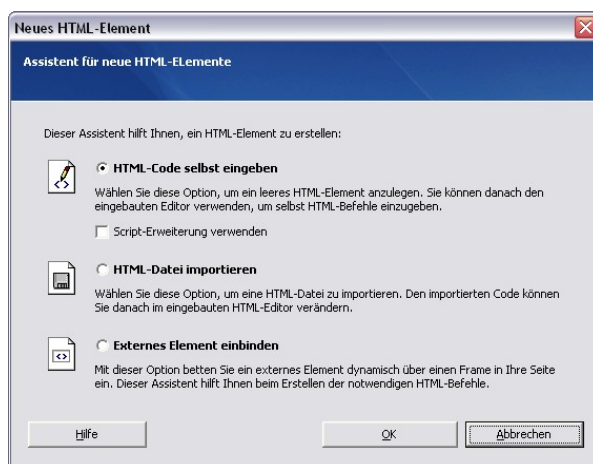 Neues HTML-Element
Assistent für neue HTML-ELemente
Dieser Assistent hilft Ihnen, ein HTML-Element zu erstellen:
HTML-Code selbst eingeben
Wählen Sie diese Option, um ein leeres HTML-Element anzulegen. Sie können danach den
eingebauten Editor verwenden, um selbst HTML-Befehle einzugeben.
Script-Erweiterung verwenden
HTML-Datei importieren
Wählen Sie diese Option, um eine HTML-Datei zu importieren. Den importierten Code können
Sie danach im eingebauten HTML-Editor verändern.
Externes Element einbinden
Mit dieser Option betten Sie ein externes Element dynamisch über einen Frame in Ihre Seite
ein. Dieser Assistent hilft Ihnen beim Erstellen der notwendigen HTML-Befehle.
Hilfe OK Abbrechen